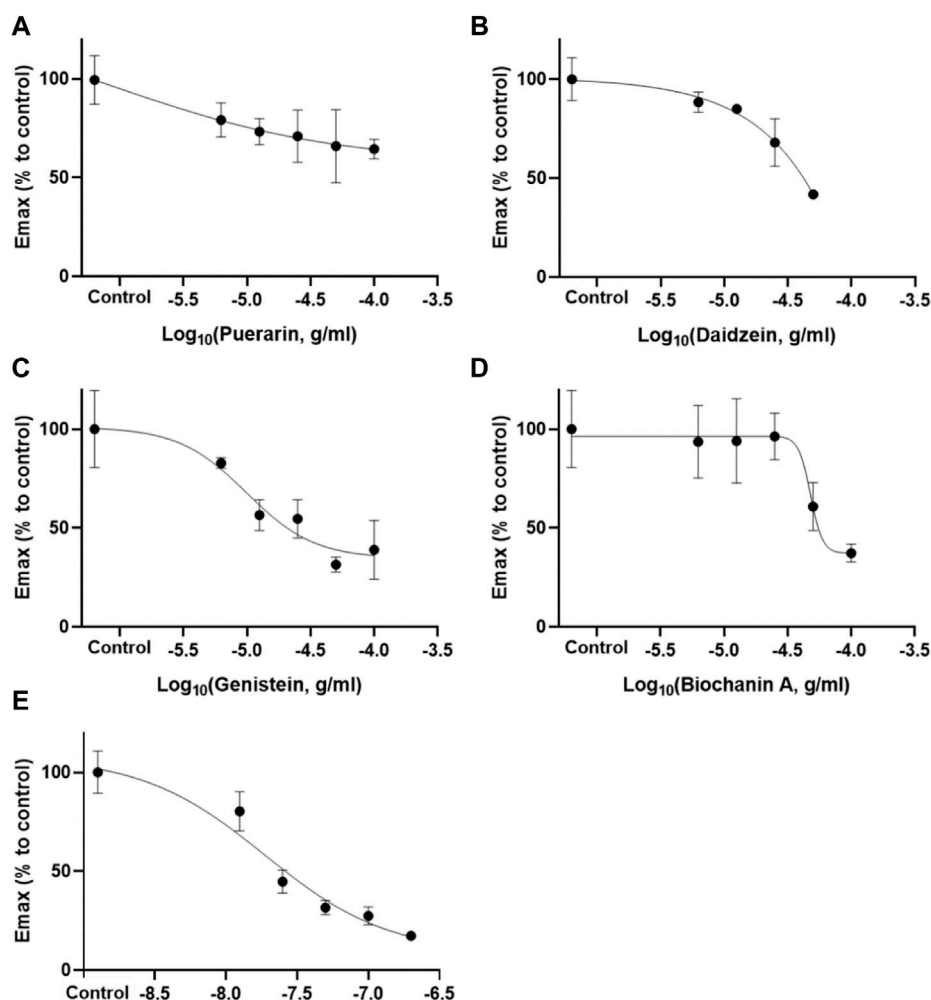 A
Emax (% to control)
100
50
0
Control -5.5 -5.0 -4.5 -4.0 -3.5
Log10(Puerarin, g/ml)
B
Emax (% to control)
100
50
0
Control -5.5 -5.0 -4.5 -4.0 -3.5
Log10(Daidzein, g/ml)
C
Emax (% to control)
100
50
0
Control -5.5 -5.0 -4.5 -4.0 -3.5
Log10(Genistein, g/ml)
D
Emax (% to control)
100
50
0
Control -5.5 -5.0 -4.5 -4.0 -3.5
Log10(Biochanin A, g/ml)
E
Emax (% to control)
100
50
0
Control -8.5 -8.0 -7.5 -7.0 -6.5